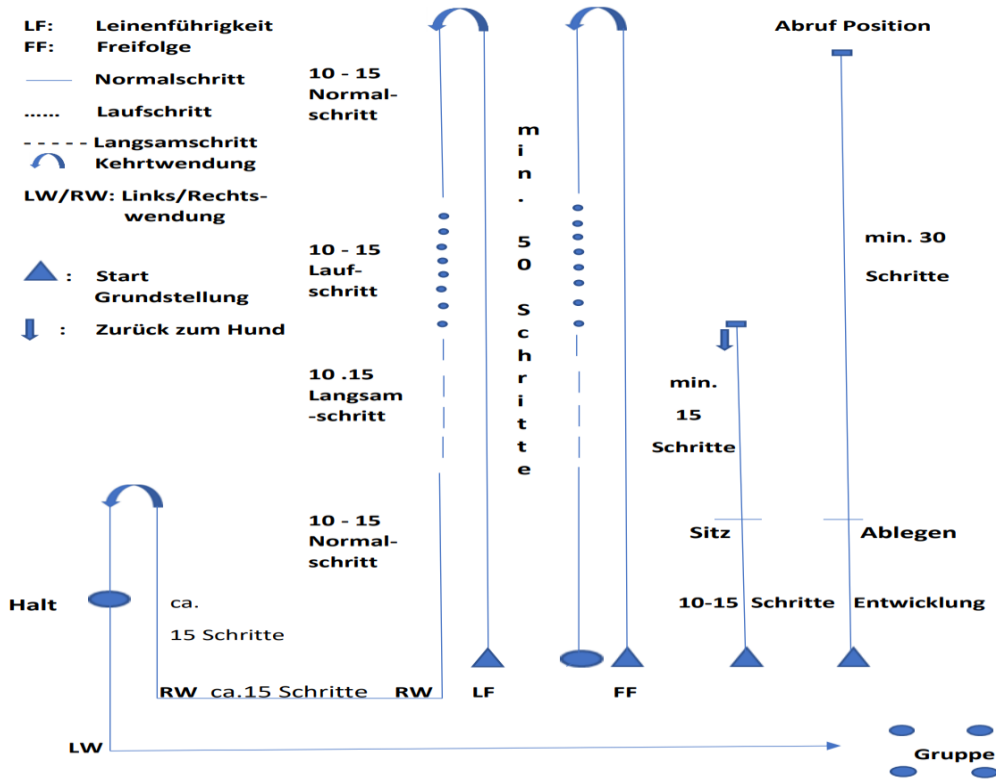 LF: Leinenführigkeit
FF: Freifolge
Normalschritt
...... Laufschritt
- - - - - Langsamschritt
Kehrtwendung
LW/RW: Links/Rechts-
wendung
: Start
Grundstellung
: Zurück zum Hund
10 - 15
Normal-
schritt
10 - 15
Lauf-
schritt
10 .15
Langsam
-schritt
10 - 15
Normal-
schritt
min. 50 Schritte
Abruf Position
min. 30
Schritte
min.
15
Schritte
Sitz
Ablegen
10-15 Schritte Entwicklung
Halt
ca.
15 Schritte
RW ca.15 Schritte RW
LF
FF
LW
Gruppe